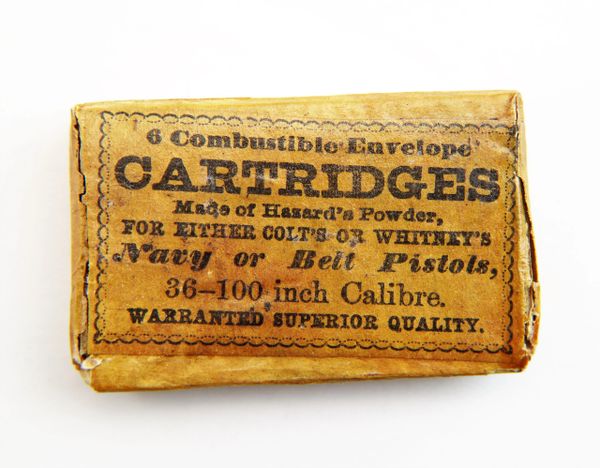 6 Combustible Envelope
CARTRIDGES
Made of Hazard's Powder,
FOR EITHER COLT'S OR WHITNEY'S
Navy or Belt Pistols,
36–100 inch Calibre.
WARRANTED SUPERIOR QUALITY.